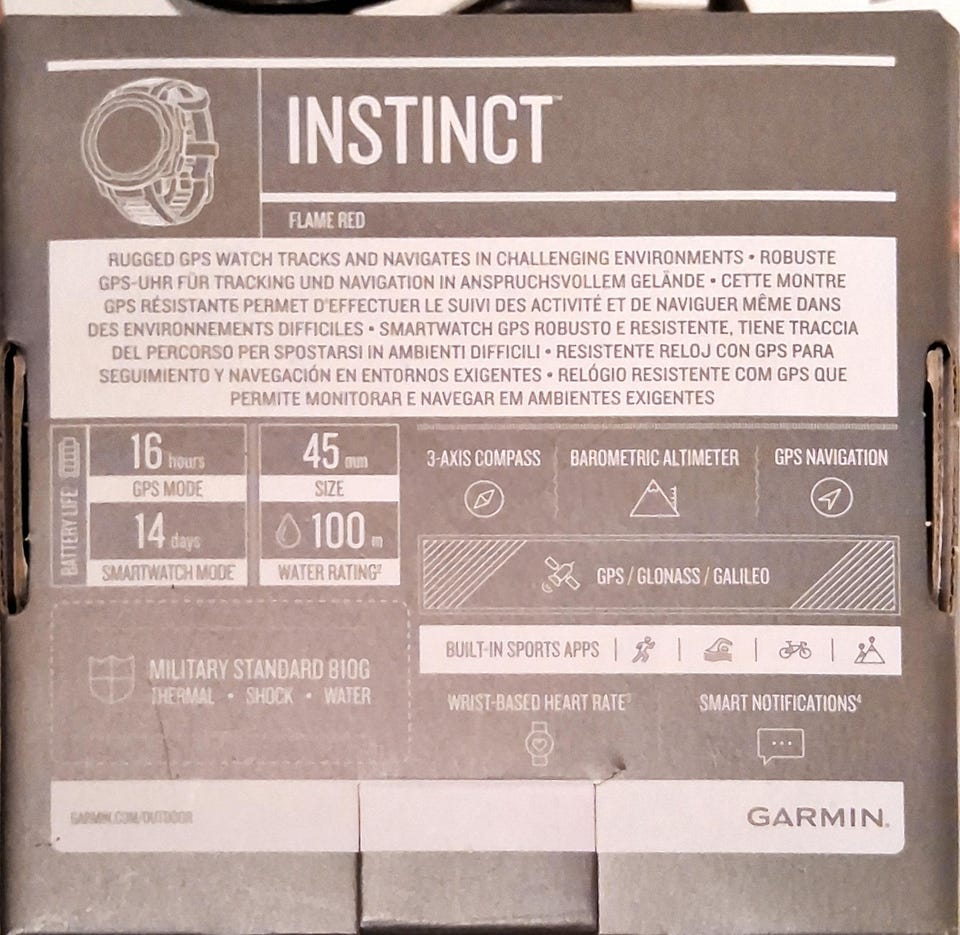 INSTINCT™
FLAME RED
RUGGED GPS WATCH TRACKS AND NAVIGATES IN CHALLENGING ENVIRONMENTS • ROBUSTE
GPS-UHR FÜR TRACKING UND NAVIGATION IN ANSPRUCHSVOLLEM GELÄNDE • CETTE MONTRE
GPS RÉSISTANTE PERMET D'EFFECTUER LE SUIVI DES ACTIVITÉ ET DE NAVIGUER MÊME DANS
DES ENVIRONNEMENTS DIFFICILES • SMARTWATCH GPS ROBUSTO E RESISTENTE, TIENE TRACCIA
DEL PERCORSO PER SPOSTARSI IN AMBIENTI DIFFICILI • RESISTENTE RELOJ CON GPS PARA
SEGUIMIENTO Y NAVEGACIÓN EN ENTORNOS EXIGENTES • RELÓGIO RESISTENTE COM GPS QUE
PERMITE MONITORAR E NAVEGAR EM AMBIENTES EXIGENTES
BATTERY LIFE
16 hours
GPS MODE
14 days
SMARTWATCH MODE
45 mm
SIZE
100 m
WATER RATING²
3-AXIS COMPASS
BAROMETRIC ALTIMETER
GPS NAVIGATION
GPS / GLONASS / GALILEO
BUILT-IN SPORTS APPS
MILITARY STANDARD 810G
THERMAL • SHOCK • WATER
WRIST-BASED HEART RATE³
SMART NOTIFICATIONS⁴
GARMIN.COM/OUTDOOR
GARMIN®